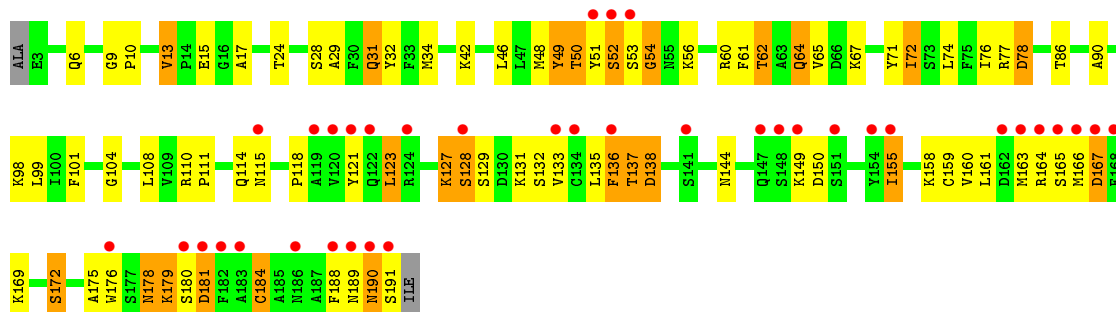 ALA E3 Q6 G9 P10 V13 P14 E15 G16 A17 T24 S28 A29 F30 Q31 Y32 F33 M34 K42 L46 L47 M48 Y49 T50 Y51 S52 S53 G54 N55 K56 R60 F61 T62 A63 Q64 V65 D66 K67 Y71 I72 S73 L74 F75 I76 R77 D78 T86 A90
K98 L99 I100 F101 G104 L108 V109 R110 P111 Q114 N115 P118 A119 V120 Y121 Q122 L123 R124 K127 S128 S129 D130 K131 S132 V133 C134 L135 F136 T137 D138 S141 N144 Q147 S148 K149 D150 S151 Y154 I155 K158 C159 V160 L161 D162 M163 R164 S165 M166 D167 F168
K169 S172 A175 W176 S177 N178 K179 S180 D181 F182 A183 C184 A185 N186 A187 F188 N189 N190 S191 ILE